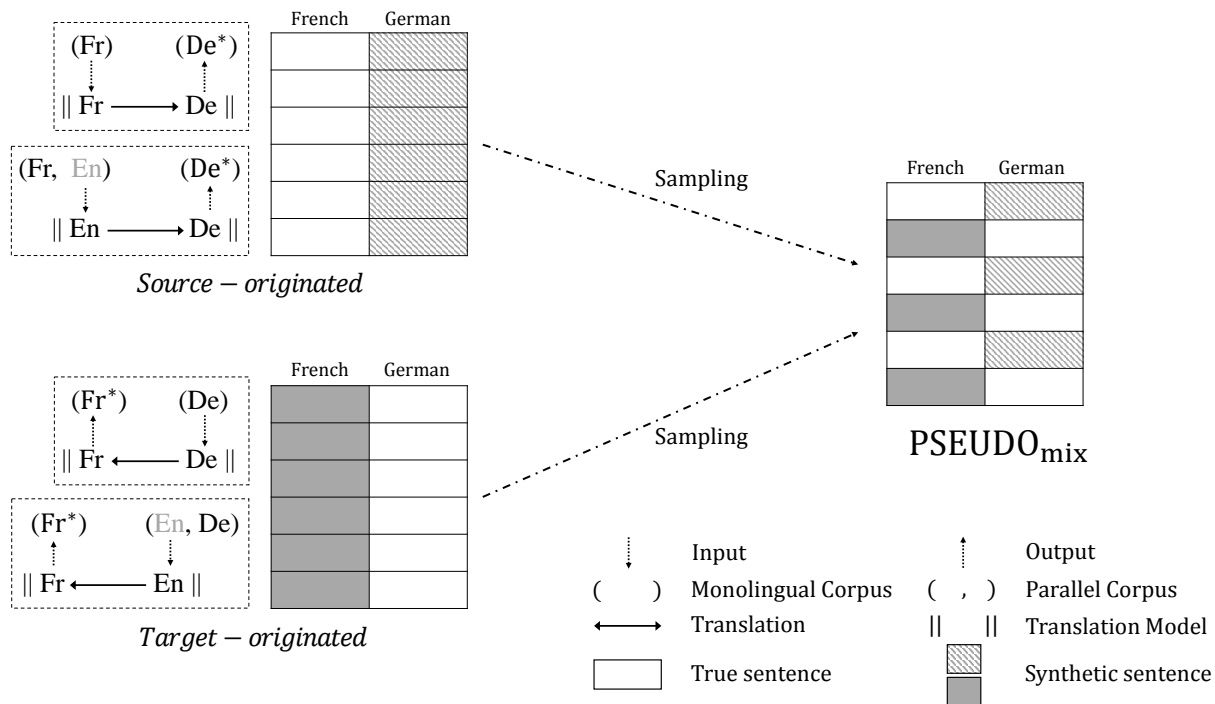 French German
(Fr) (De*)
|| Fr De ||
(Fr, En) (De*)
|| En De ||
Source − originated
Sampling
French German
PSEUDOmix
French German
(Fr*) (De)
|| Fr De ||
(Fr*) (En, De)
|| Fr En ||
Target − originated
Sampling
Input
Output
( ) Monolingual Corpus
( , ) Parallel Corpus
Translation
|| || Translation Model
True sentence
Synthetic sentence